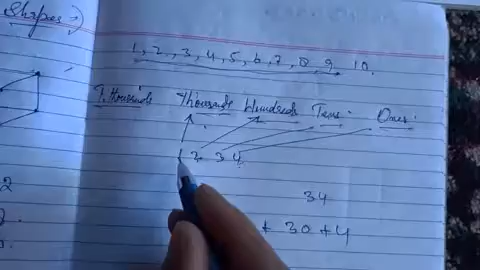 Shapes :-)
1, 2, 3, 4, 5, 6, 7, 8, 9, 10.
T. thousands Thousands Hundreds Tens Ones
1 2 3 4
2
34
+ 30 + 4